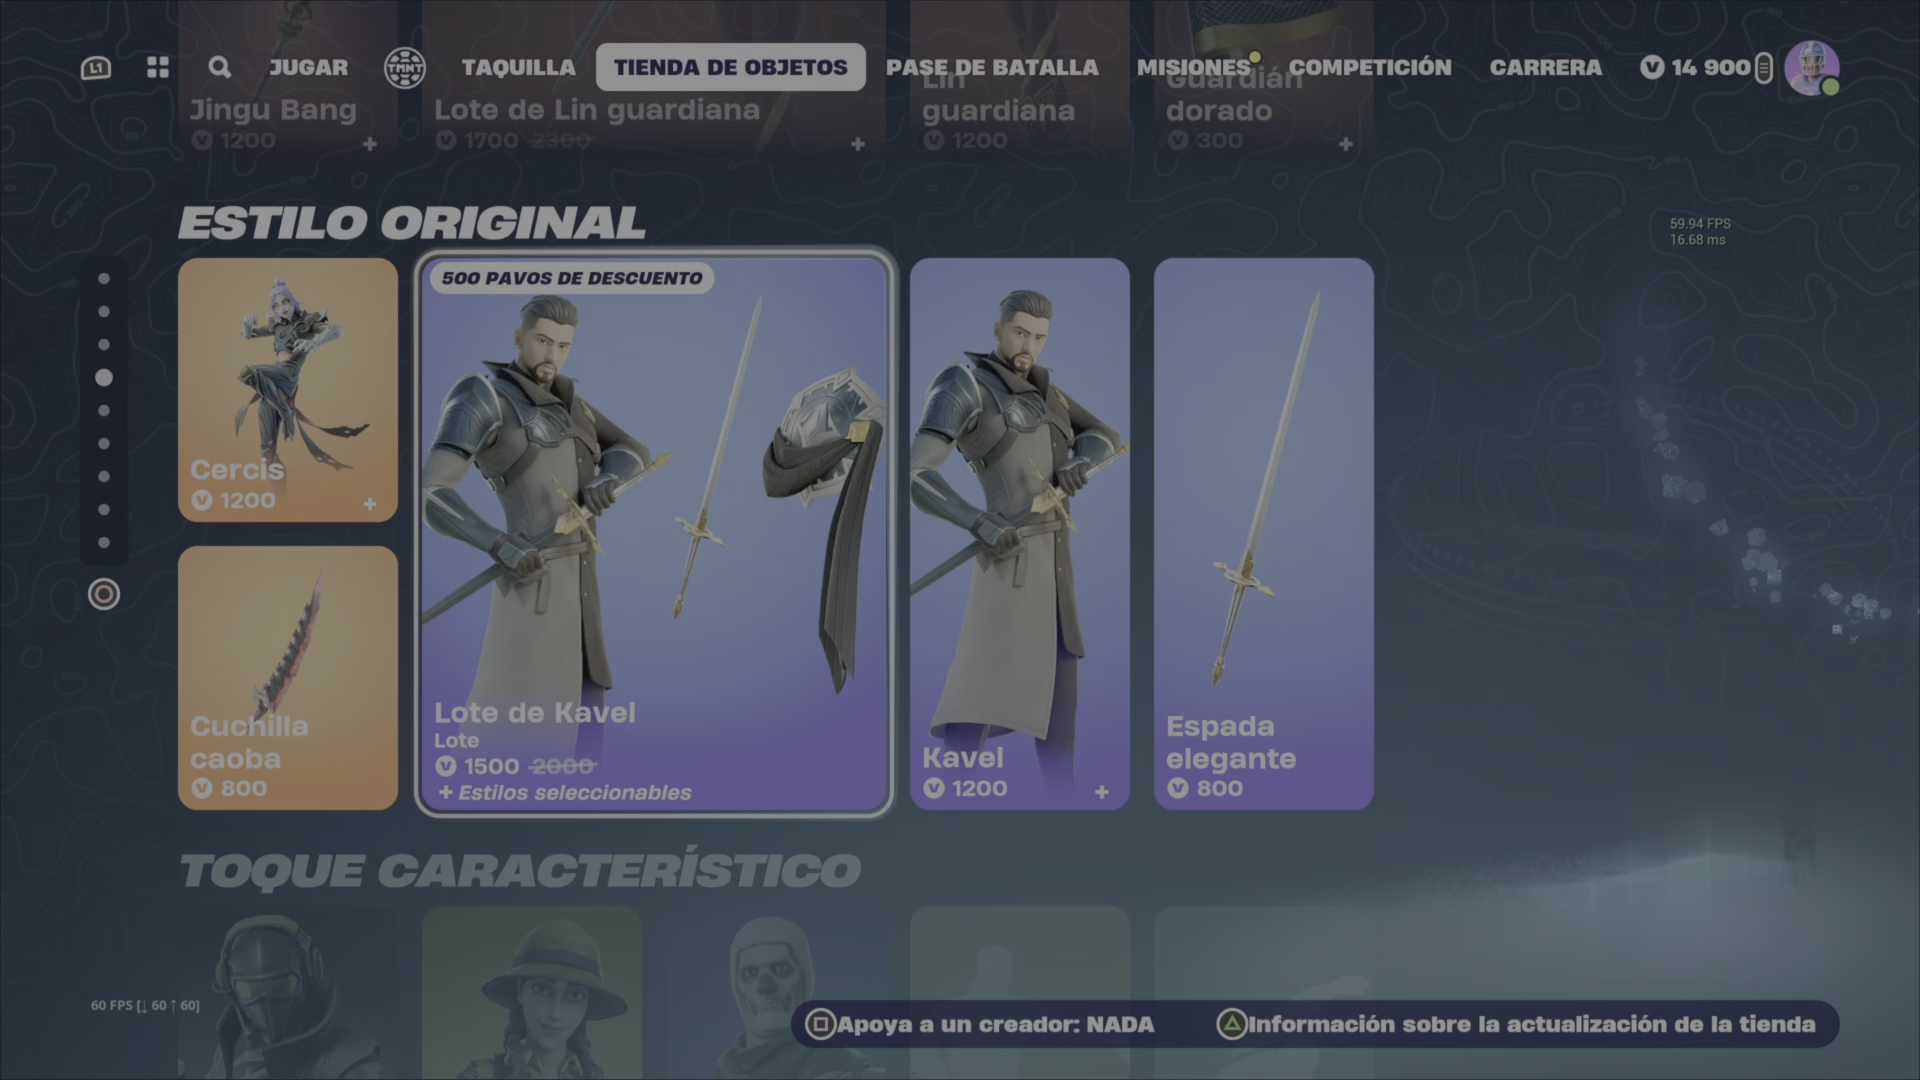 L1
JUGAR
TMNT
TAQUILLA
TIENDA DE OBJETOS
PASE DE BATALLA
MISIONES
COMPETICIÓN
CARRERA
14 900
Jingu Bang
1200
Lote de Lin guardiana
1700 2300
Lin
guardiana
1200
Guardián
dorado
300
ESTILO ORIGINAL
59.94 FPS
16.68 ms
Cercis
1200
Cuchilla
caoba
800
500 PAVOS DE DESCUENTO
Lote de Kavel
Lote
1500 2000
+ Estilos seleccionables
Kavel
1200
Espada
elegante
800
TOQUE CARACTERÍSTICO
60 FPS [↓ 60 ↑ 60]
Apoya a un creador: NADA
Información sobre la actualización de la tienda